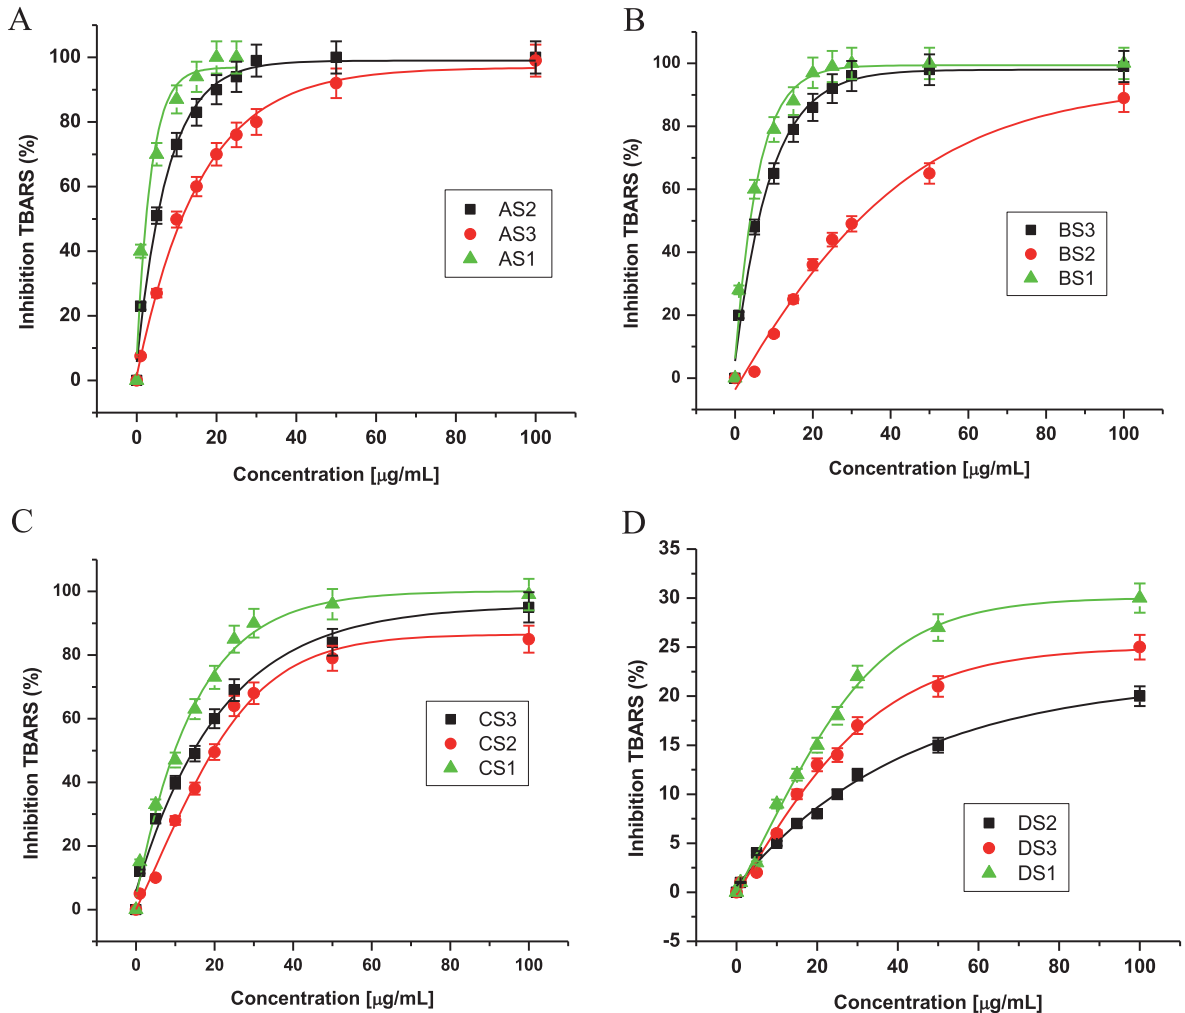 A
Inhibition TBARS (%)
100
80
60
40
20
0
AS2
AS3
AS1
0 20 40 60 80 100
Concentration [µg/mL]
B
Inhibition TBARS (%)
100
80
60
40
20
0
BS3
BS2
BS1
0 20 40 60 80 100
Concentration [µg/mL]
C
Inhibition TBARS (%)
100
80
60
40
20
0
CS3
CS2
CS1
0 20 40 60 80 100
Concentration [µg/mL]
D
Inhibition TBARS (%)
35
30
25
20
15
10
5
0
-5
DS2
DS3
DS1
0 20 40 60 80 100
Concentration [µg/mL]